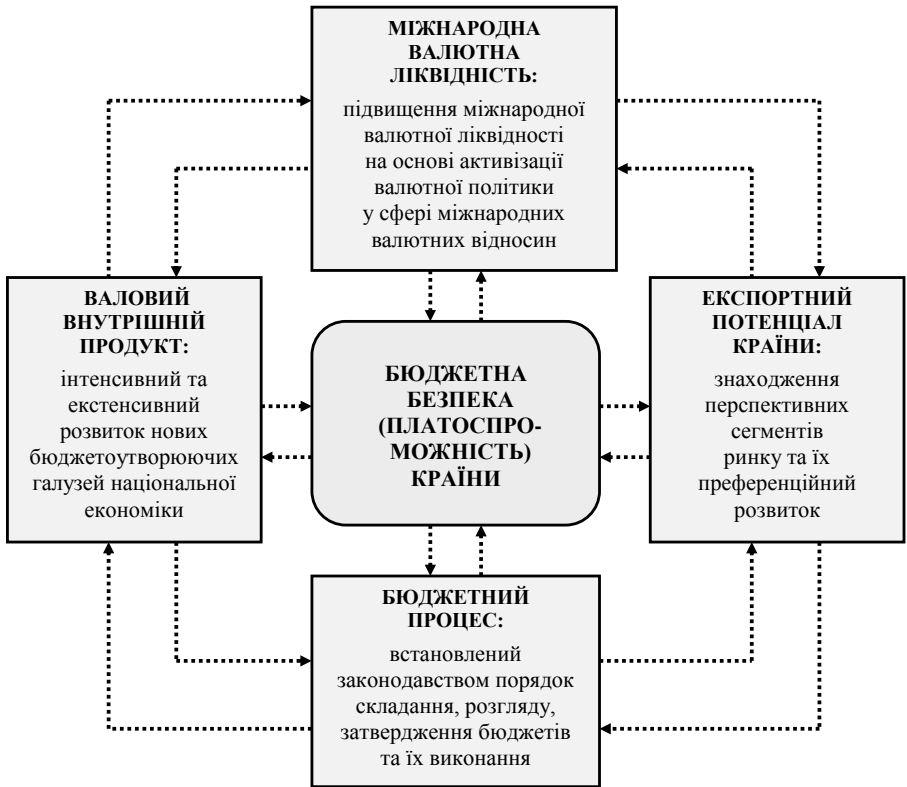 МІЖНАРОДНА
ВАЛЮТНА
ЛІКВІДНІСТЬ:
підвищення міжнародної
валютної ліквідності
на основі активізації
валютної політики
у сфері міжнародних
валютних відносин
ВАЛОВИЙ
ВНУТРІШНІЙ
ПРОДУКТ:
інтенсивний та
екстенсивний
розвиток нових
бюджетоутворюючих
галузей національної
економіки
БЮДЖЕТНА
БЕЗПЕКА
(ПЛАТОСПРО-
МОЖНІСТЬ)
КРАЇНИ
ЕКСПОРТНИЙ
ПОТЕНЦІАЛ
КРАЇНИ:
знаходження
перспективних
сегментів
ринку та їх
преференційний
розвиток
БЮДЖЕТНИЙ
ПРОЦЕС:
встановлений
законодавством порядок
складання, розгляду,
затвердження бюджетів
та їх виконання